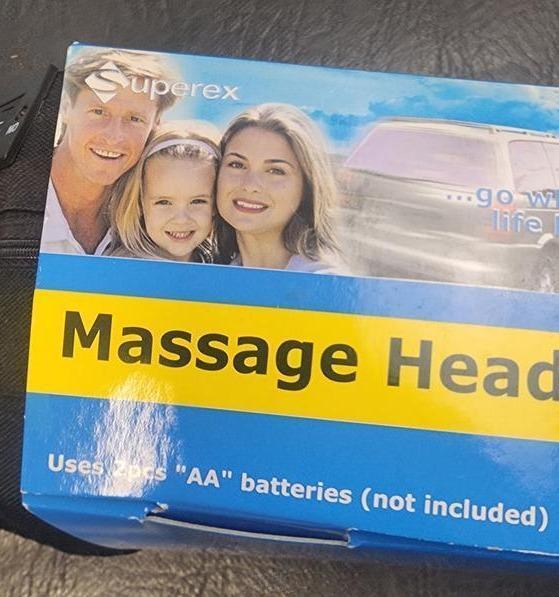 Superex
...go w
life
Massage Head
Uses 2pcs "AA" batteries (not included)